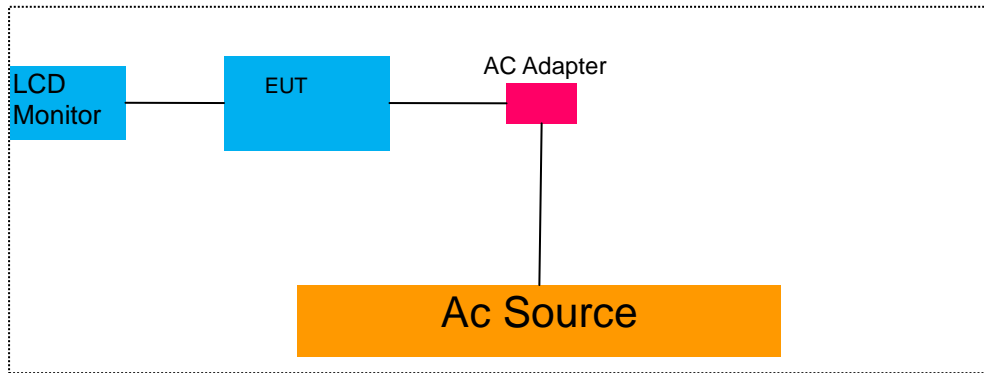 LCD
Monitor
EUT
AC Adapter
Ac Source